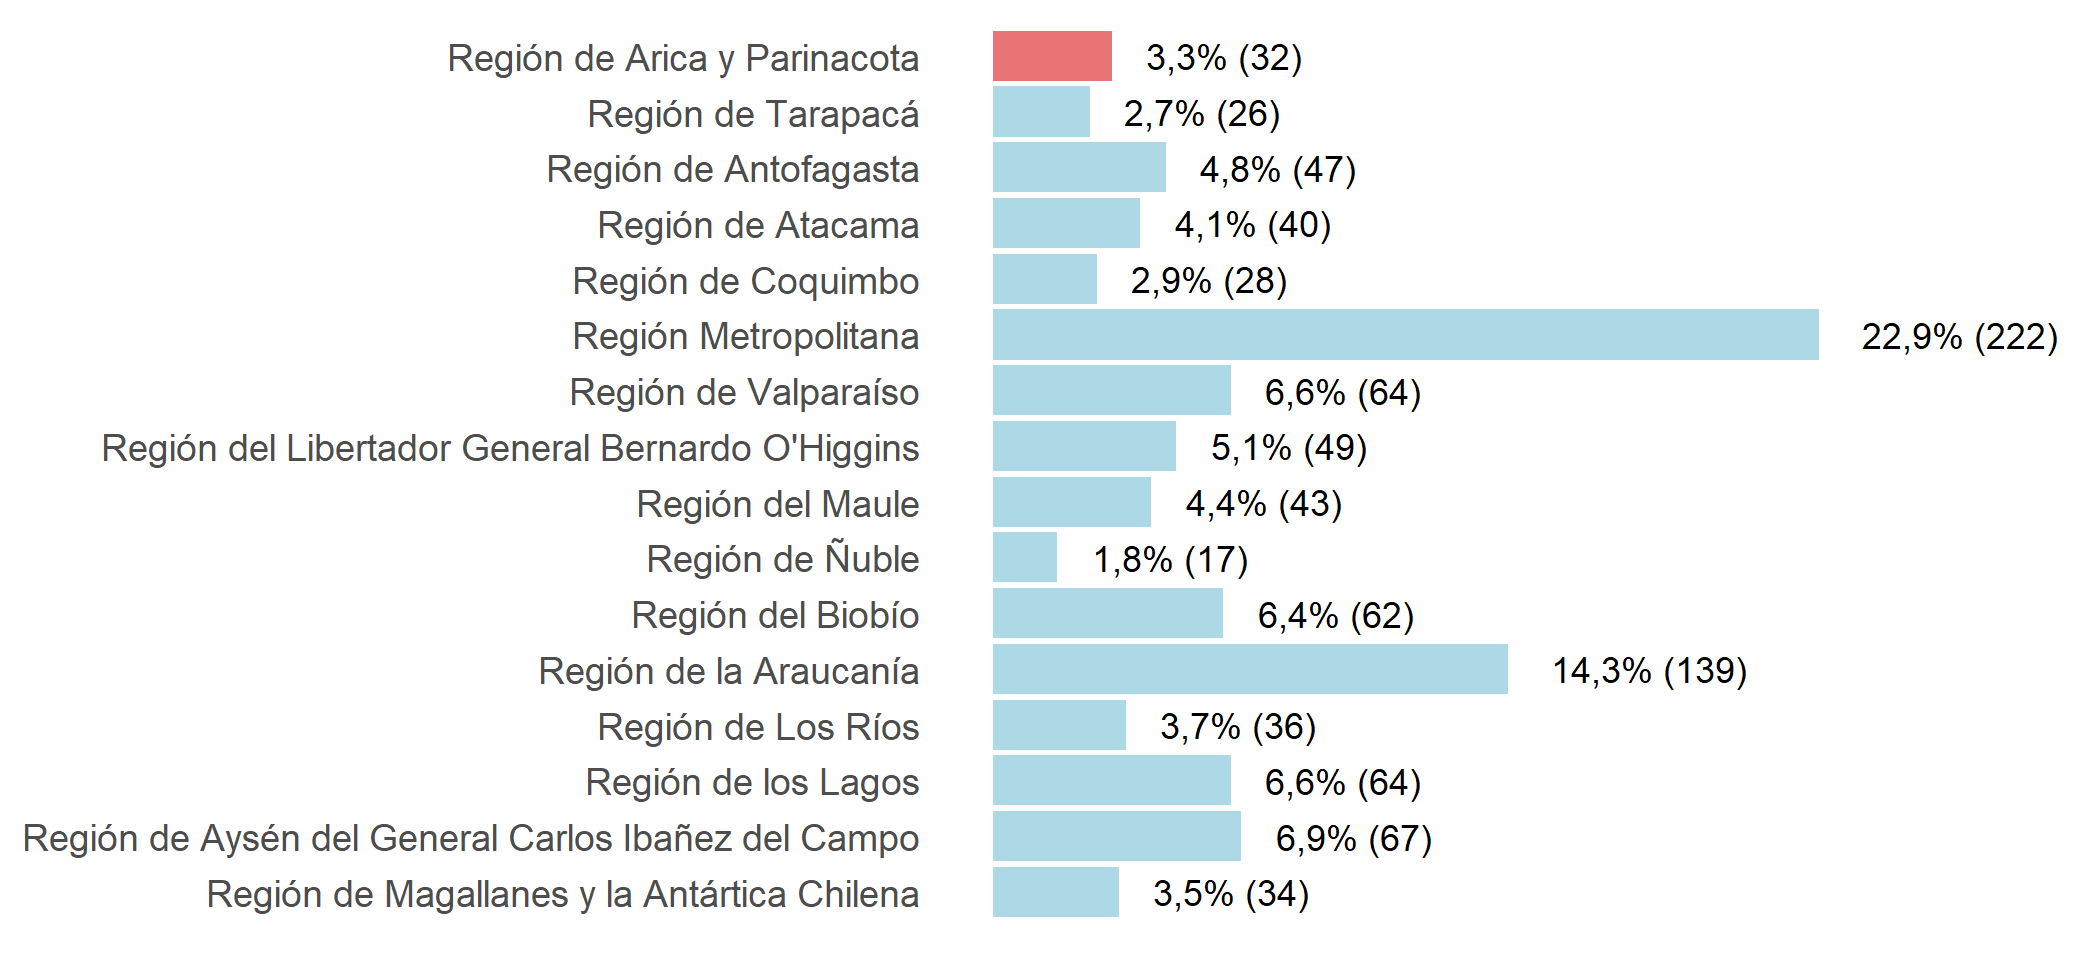 Región de Arica y Parinacota 3,3% (32)
Región de Tarapacá 2,7% (26)
Región de Antofagasta 4,8% (47)
Región de Atacama 4,1% (40)
Región de Coquimbo 2,9% (28)
Región Metropolitana 22,9% (222)
Región de Valparaíso 6,6% (64)
Región del Libertador General Bernardo O'Higgins 5,1% (49)
Región del Maule 4,4% (43)
Región de Ñuble 1,8% (17)
Región del Biobío 6,4% (62)
Región de la Araucanía 14,3% (139)
Región de Los Ríos 3,7% (36)
Región de los Lagos 6,6% (64)
Región de Aysén del General Carlos Ibañez del Campo 6,9% (67)
Región de Magallanes y la Antártica Chilena 3,5% (34)